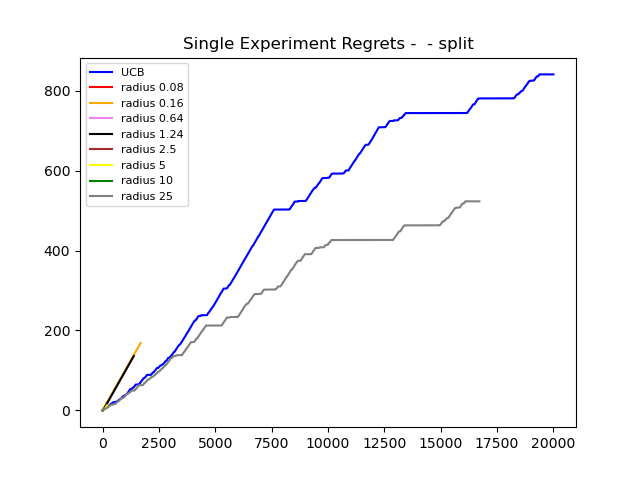 Single Experiment Regrets -  - split
UCB
radius 0.08
radius 0.16
radius 0.64
radius 1.24
radius 2.5
radius 5
radius 10
radius 25
800
600
400
200
0
0 2500 5000 7500 10000 12500 15000 17500 20000